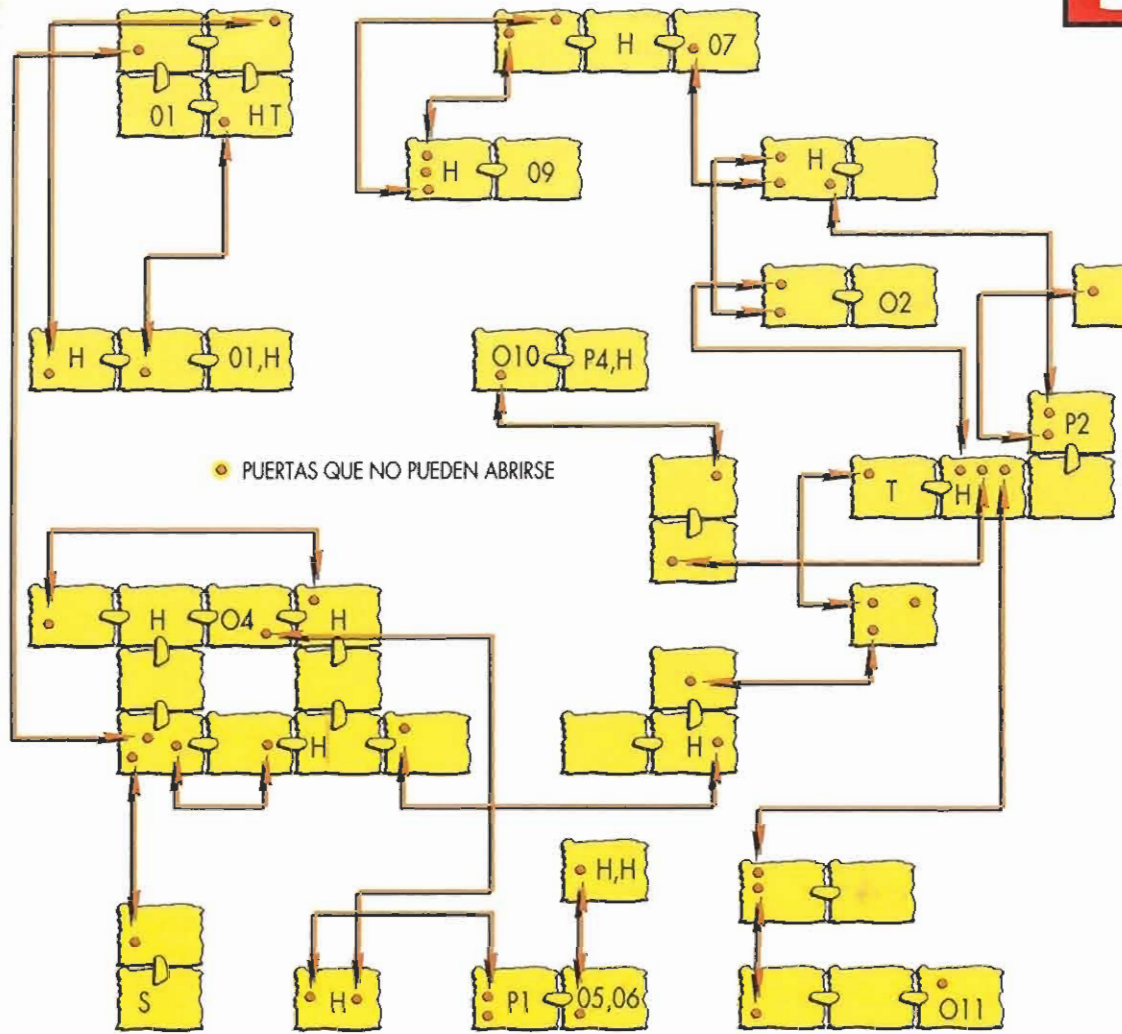 H
07
01
HT
H
09
H
O2
H
01,H
O10
P4,H
P2
PUERTAS QUE NO PUEDEN ABRIRSE
T
H
H
O4
H
H
H
H,H
S
H
P1
05,06
O11